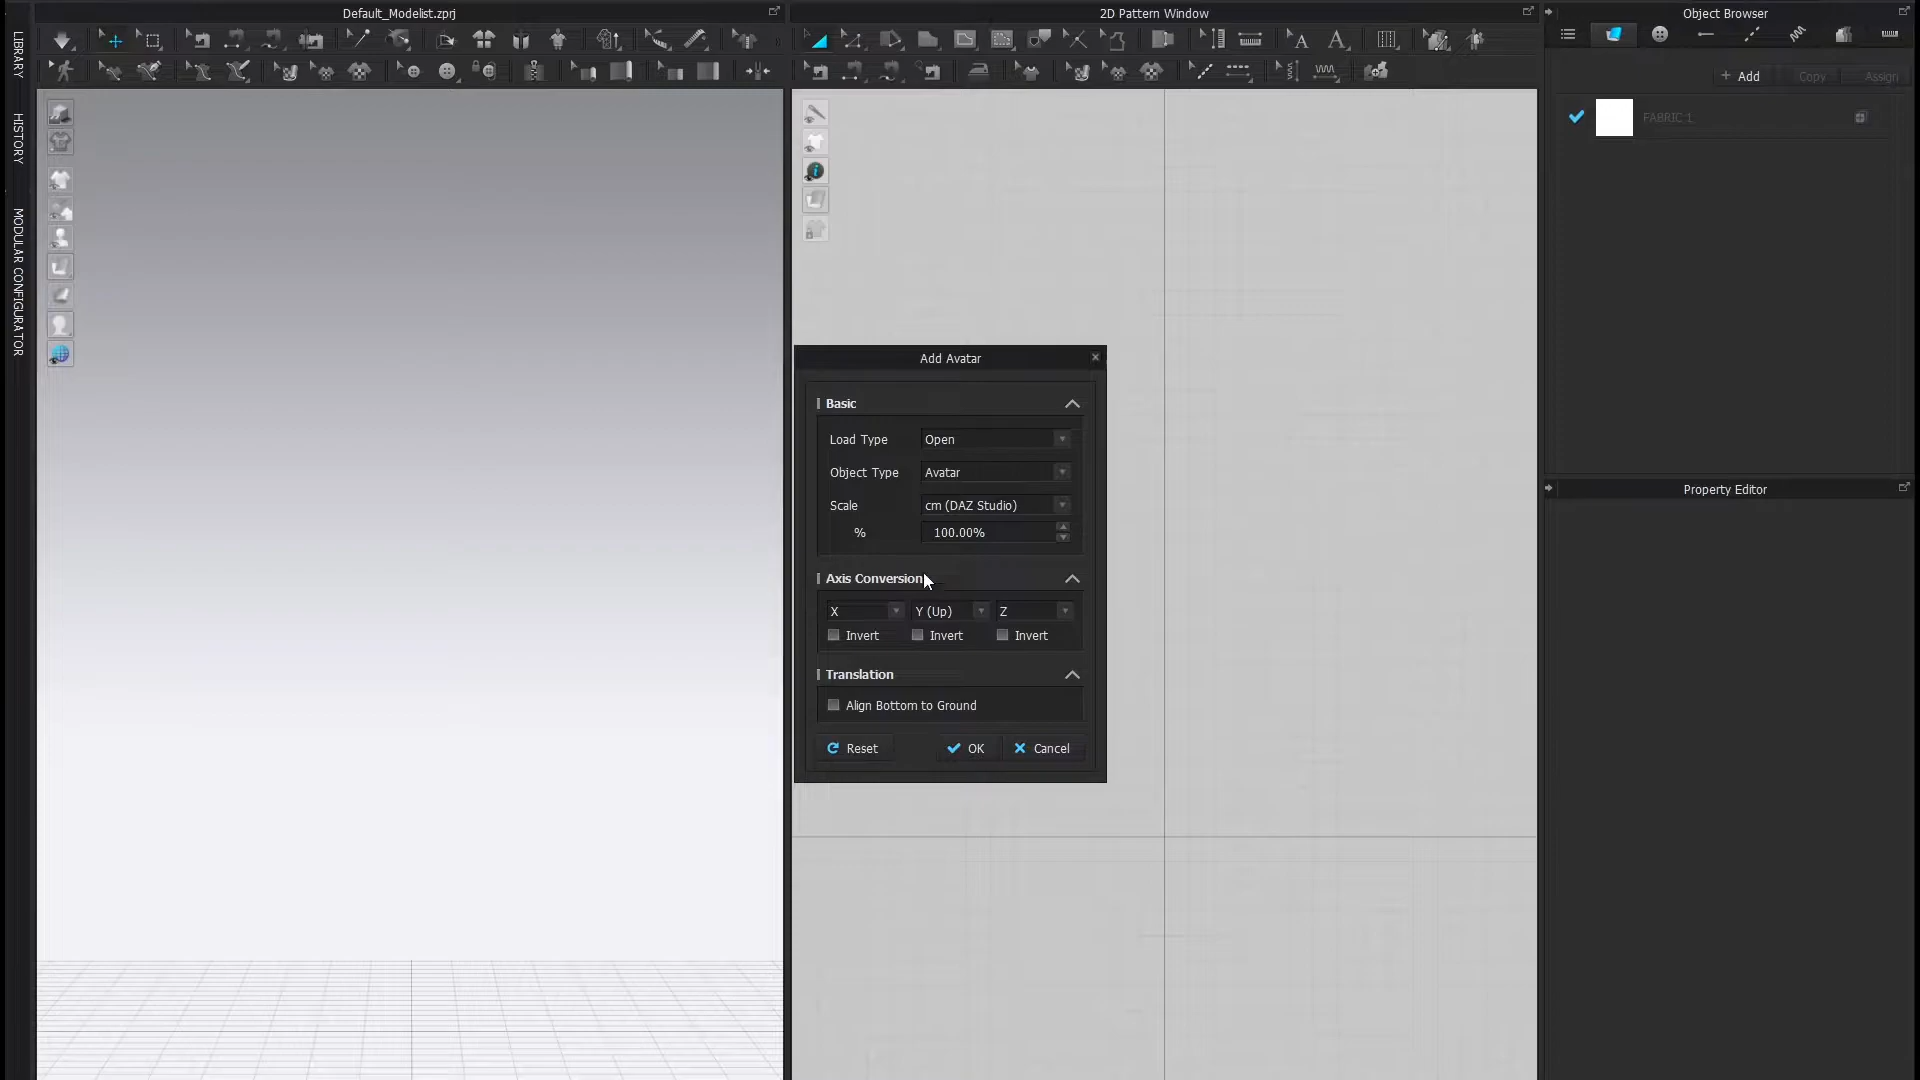 Default_Modelist.zprj
2D Pattern Window
Object Browser
LIBRARY
HISTORY
MODULAR CONFIGURATOR
+ Add
Copy
Assign
FABRIC 1
Property Editor
Add Avatar
Basic
Load Type
Open
Object Type
Avatar
Scale
cm (DAZ Studio)
%
100.00%
Axis Conversion
X
Y (Up)
Z
Invert
Invert
Invert
Translation
Align Bottom to Ground
Reset
OK
Cancel